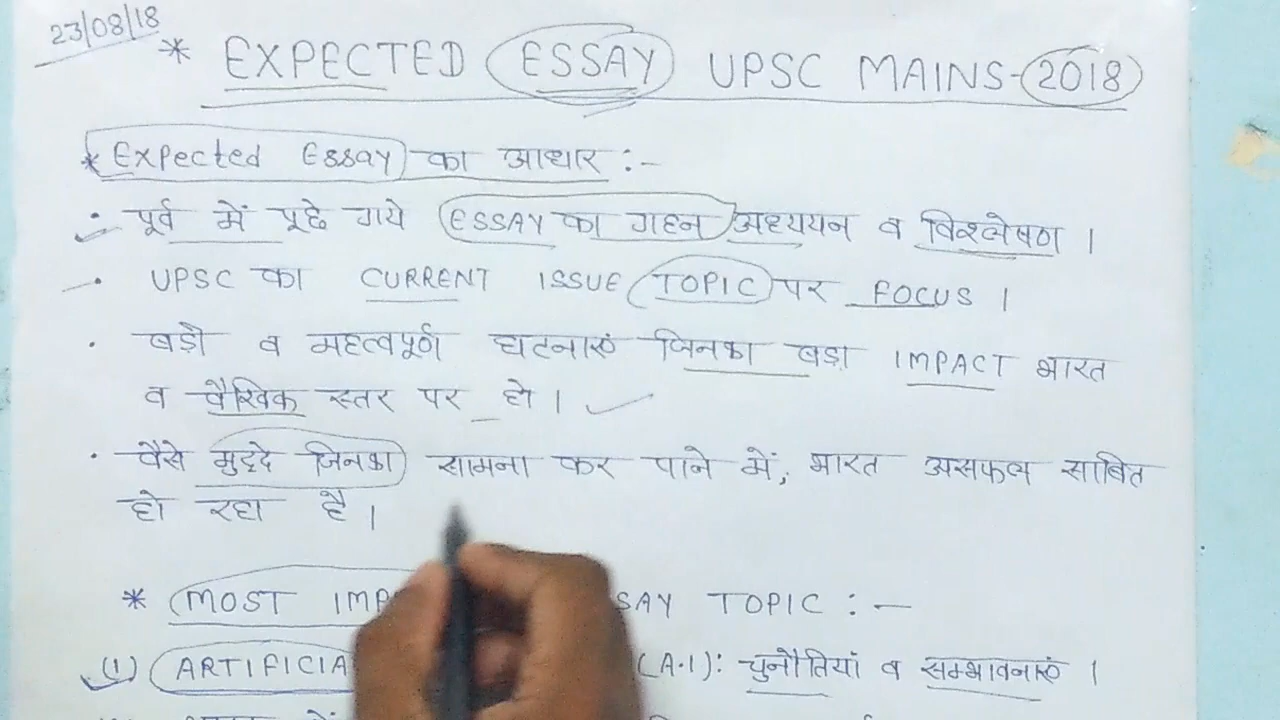 23/08/18
* EXPECTED ESSAY UPSC MAINS-2018
* Expected Essay का आधार :-
· पूर्व में पूछे गये ESSAY का गहन अध्ययन व विश्लेषण ।
· UPSC का CURRENT ISSUE TOPIC पर FOCUS ।
· बड़ी व महत्वपूर्ण घटनाएं जिनका बड़ा IMPACT भारत
व वैश्विक स्तर पर हो ।
· वैसे मुद्दे जिनका सामना कर पाने में, भारत असफल साबित
हो रहा है ।
* MOST IMP SAY TOPIC :-
(1) ARTIFICIA (A.I): चुनौतियां व सम्भावनाएं ।